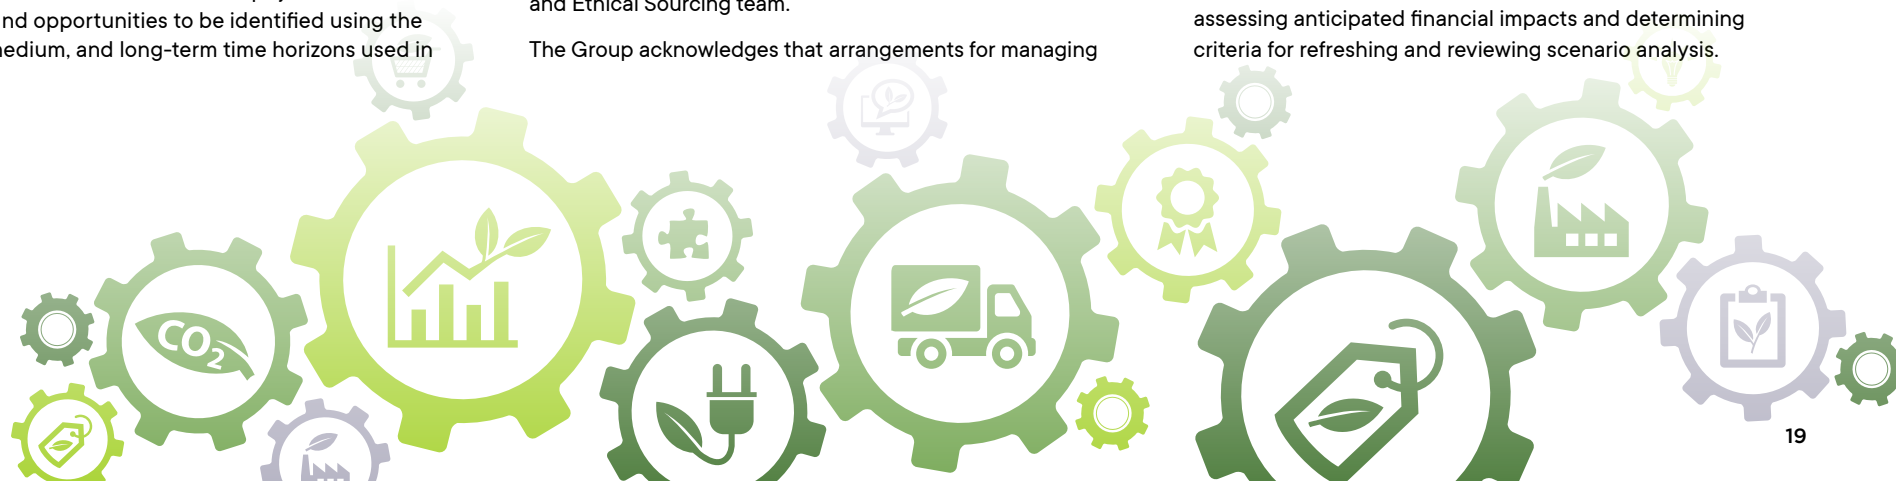 nd opportunities to be identified using the
edium, and long-term time horizons used in
and Ethical Sourcing team.
The Group acknowledges that arrangements for managing
assessing anticipated financial impacts and determining
criteria for refreshing and reviewing scenario analysis.
CO2
19